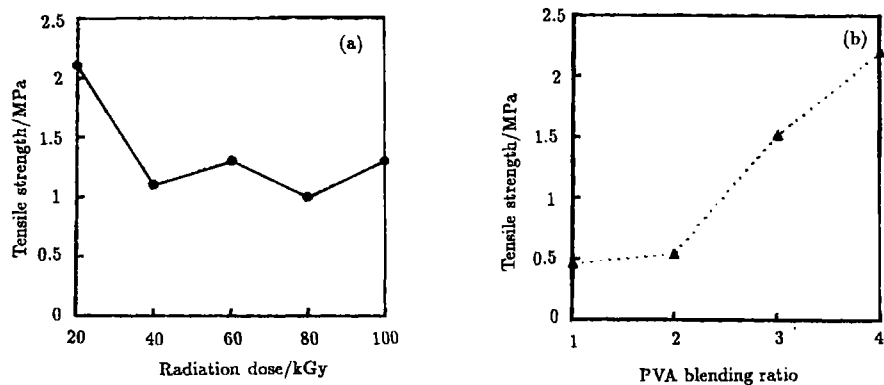 2.5
(a)
2
1.5
1
0.5
0
20 40 60 80 100
Tensile strength/MPa
Radiation dose/kGy
2.5
(b)
2
1.5
1
0.5
0
1 2 3 4
Tensile strength/MPa
PVA blending ratio